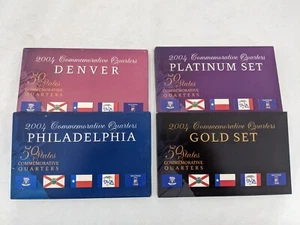 2004 Commemorative Quarters
DENVER
50 States
COMMEMORATIVE
QUARTERS
2004 Commemorative Quarters
PLATINUM SET
50 States
COMMEMORATIVE
QUARTERS
2004 Commemorative Quarters
PHILADELPHIA
50 States
COMMEMORATIVE
QUARTERS
2004 Commemorative Quarters
GOLD SET
50 States
COMMEMORATIVE
QUARTERS